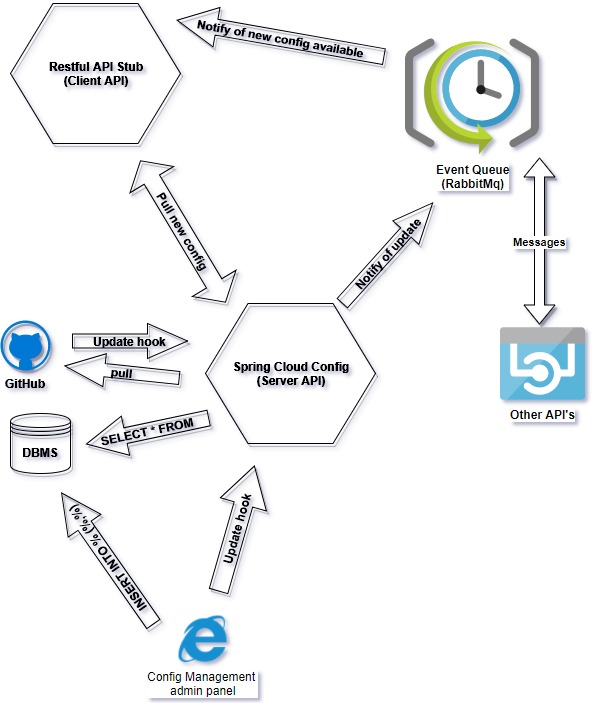 Notify of new config available
Restful API Stub
(Client API)
Event Queue
(RabbitMq)
Pull new config
Notify of update
Messages
Update hook
GitHub
pull
Spring Cloud Config
(Server API)
Other API's
SELECT * FROM
DBMS
INSERT INTO % (%,%)
Update hook
Config Management
admin panel